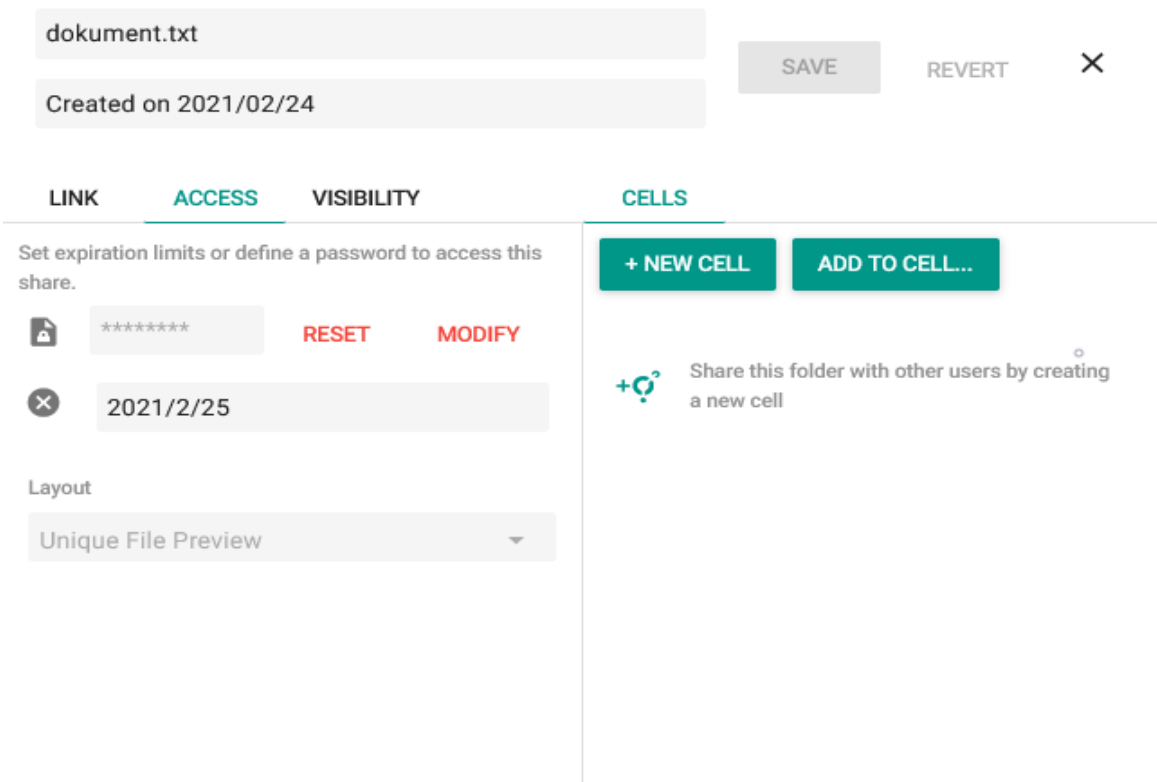 dokument.txt
SAVE
REVERT
Created on 2021/02/24
LINK
ACCESS
VISIBILITY
CELLS
Set expiration limits or define a password to access this
share.
********
RESET
MODIFY
2021/2/25
Layout
Unique File Preview
+ NEW CELL
ADD TO CELL...
Share this folder with other users by creating
a new cell